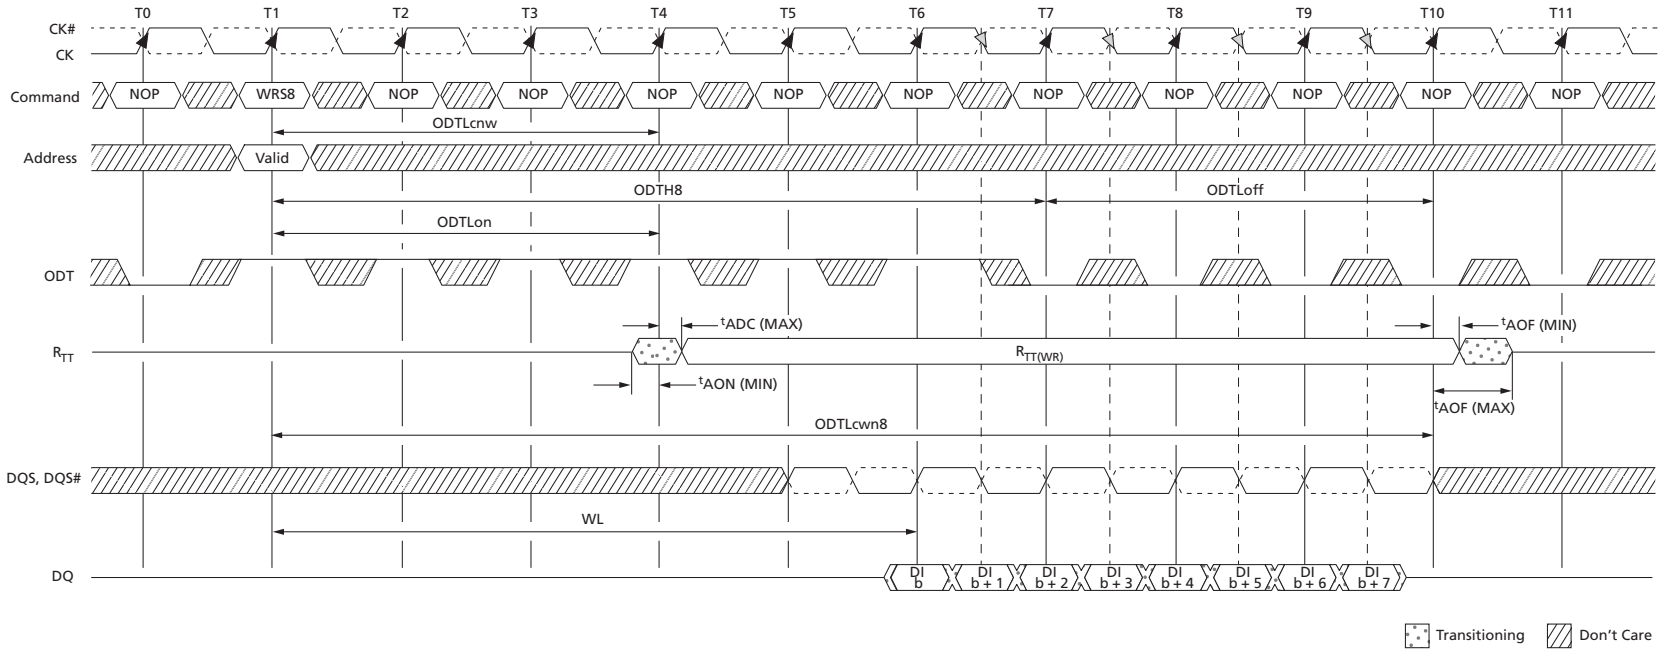 T0 T1 T2 T3 T4 T5 T6 T7 T8 T9 T10 T11
CK#
CK
Command NOP WRS8 NOP NOP NOP NOP NOP NOP NOP NOP NOP NOP
ODTLcnw
Address Valid
ODTH8 ODTLoff
ODTLon
ODT
tADC (MAX) tAOF (MIN)
RTT RTT(WR)
tAON (MIN)
tAOF (MAX)
ODTLcwn8
DQS, DQS#
WL
DQ DI b DI b + 1 DI b + 2 DI b + 3 DI b + 4 DI b + 5 DI b + 6 DI b + 7
Transitioning Don't Care